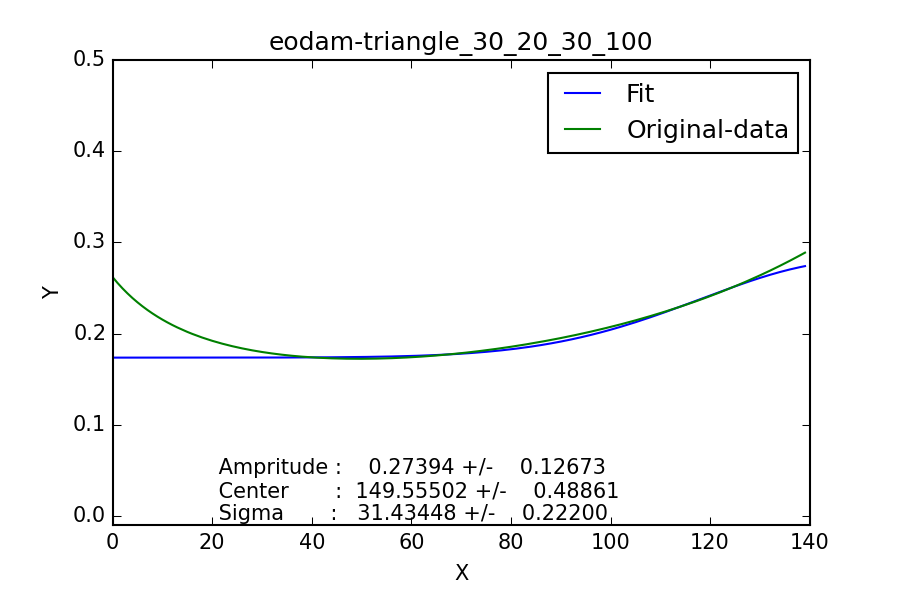 eodam-triangle_30_20_30_100
0.5
Fit
Original-data
0.4
0.3
Y
0.2
0.1
Ampritude : 0.27394 +/- 0.12673
Center : 149.55502 +/- 0.48861
Sigma : 31.43448 +/- 0.22200
0.0
0 20 40 60 80 100 120 140
X